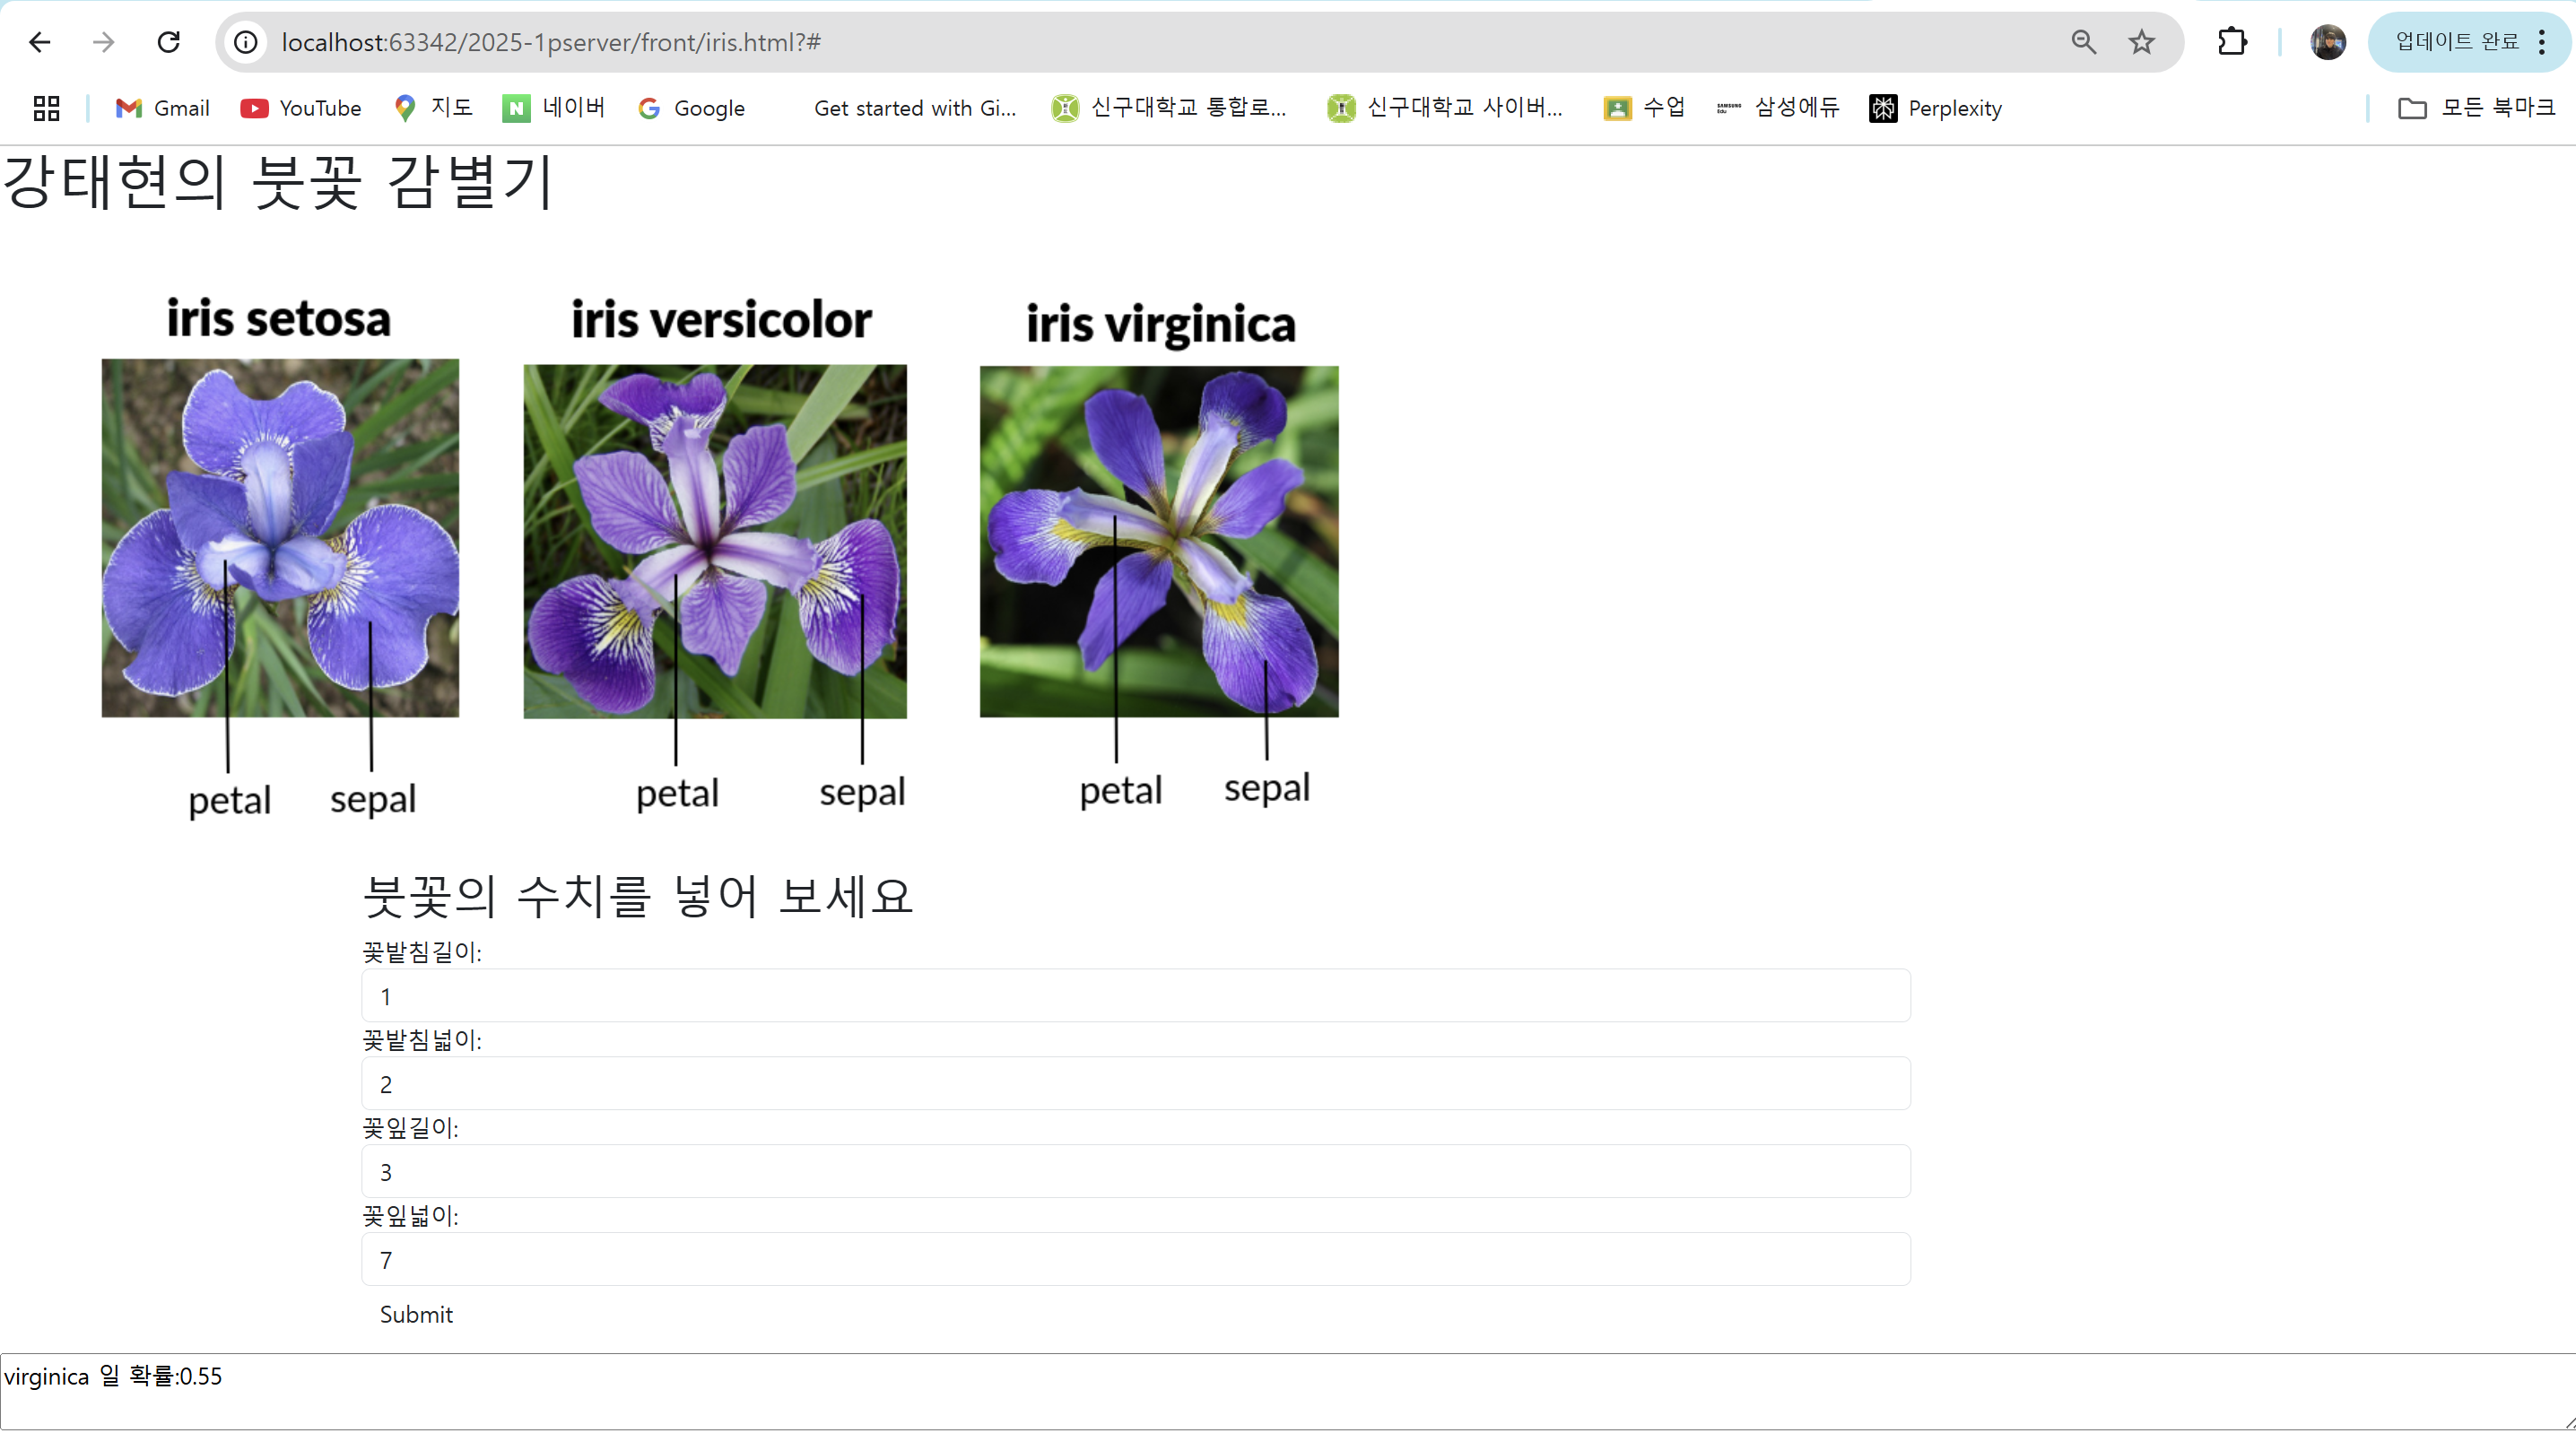 localhost:63342/2025-1pserver/front/iris.html?#
업데이트 완료
Gmail YouTube 지도 네이버 Google Get started with Gi... 신구대학교 통합로... 신구대학교 사이버... 수업 삼성에듀 Perplexity 모든 북마크
강태현의 붓꽃 감별기
iris setosa iris versicolor iris virginica
petal sepal petal sepal petal sepal
붓꽃의 수치를 넣어 보세요
꽃밭침길이:
1
꽃밭침넓이:
2
꽃잎길이:
3
꽃잎넓이:
7
Submit
virginica 일 확률:0.55